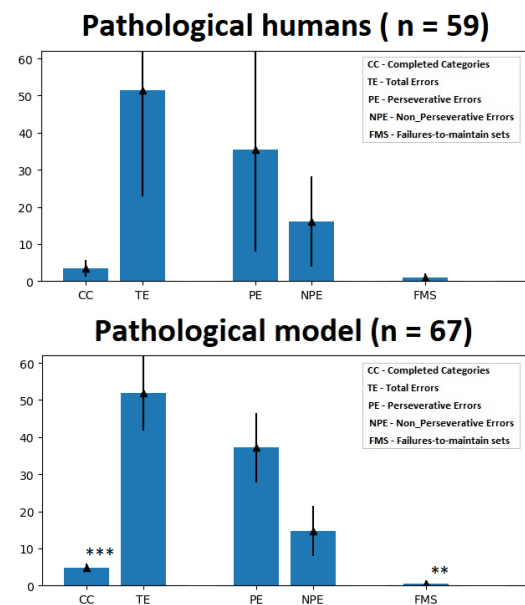 Pathological humans ( n = 59)
60
50
40
30
20
10
0
CC - Completed Categories
TE - Total Errors
PE - Perseverative Errors
NPE - Non_Perseverative Errors
FMS - Failures-to-maintain sets
CC TE PE NPE FMS
Pathological model (n = 67)
60
50
40
30
20
10
0
CC - Completed Categories
TE - Total Errors
PE - Perseverative Errors
NPE - Non_Perseverative Errors
FMS - Failures-to-maintain sets
*** **
CC TE PE NPE FMS